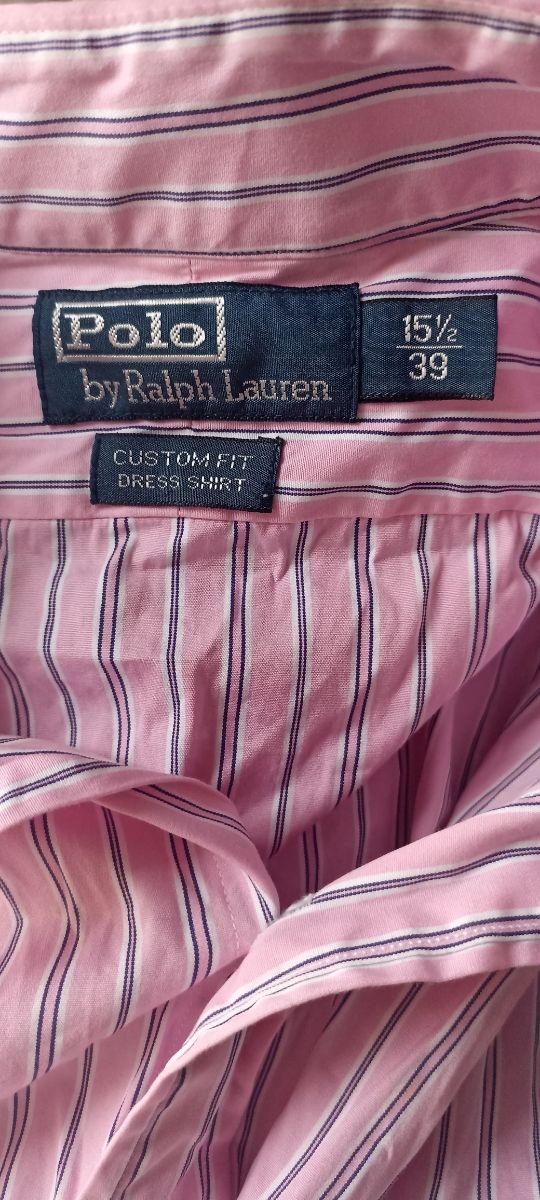 Polo
by Ralph Lauren
15½
39
CUSTOM FIT
DRESS SHIRT